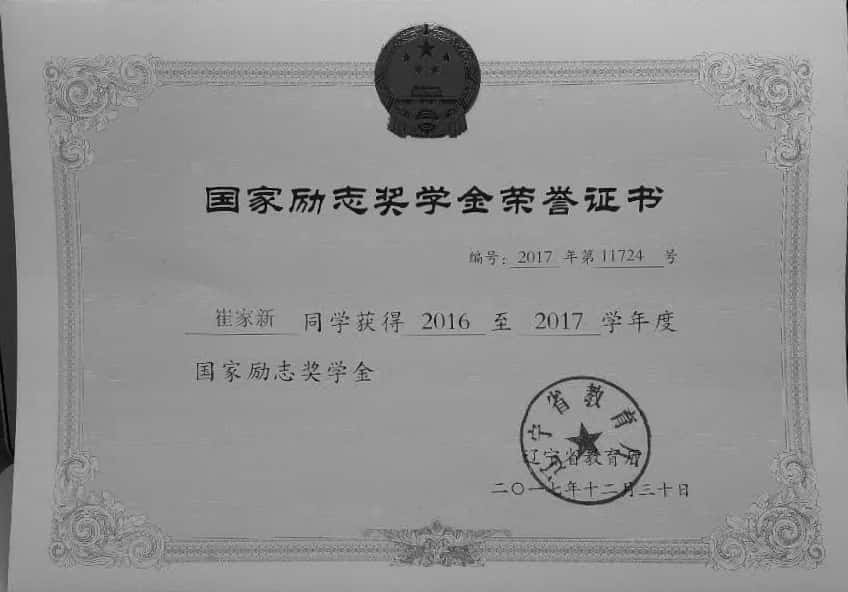 国家励志奖学金荣誉证书
编号: 2017 年第 11724 号
崔家新 同学获得 2016 至 2017 学年度
国家励志奖学金
辽宁省教育厅
辽宁省教育厅
二〇一七年十二月三十日